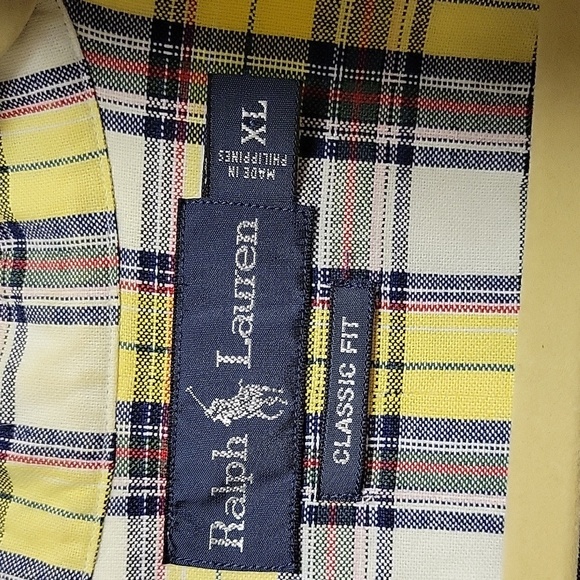 Ralph Lauren
XL
MADE IN
PHILIPPINES
CLASSIC FIT